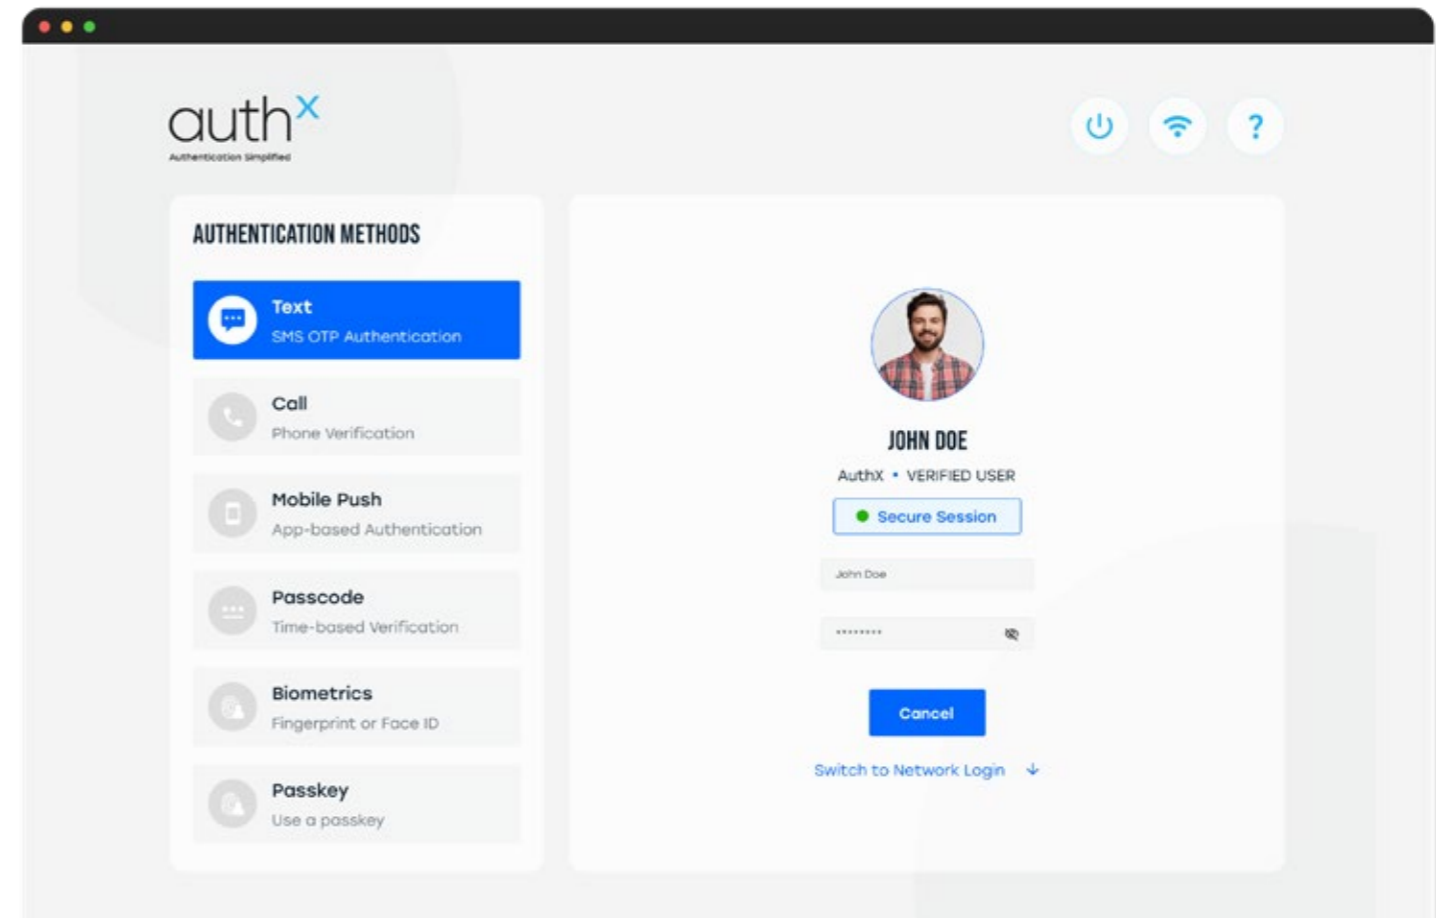 authx
Authentication Simplified
?
AUTHENTICATION METHODS
Text
SMS OTP Authentication
Call
Phone Verification
Mobile Push
App-based Authentication
Passcode
Time-based Verification
Biometrics
Fingerprint or Face ID
Passkey
Use a passkey
JOHN DOE
AuthX • VERIFIED USER
Secure Session
John Doe
********
Cancel
Switch to Network Login ↓